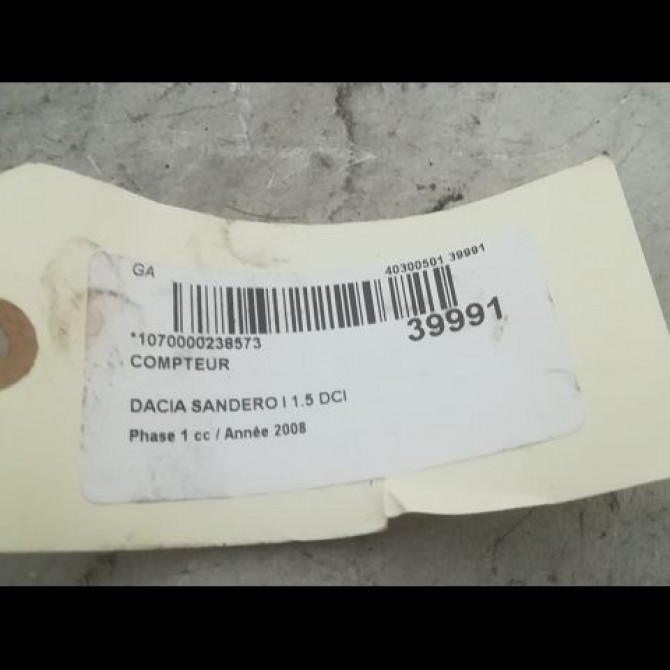 GA
40300501 39991
39991
*1070000238573
COMPTEUR
DACIA SANDERO I 1.5 DCI
Phase 1 cc / Année 2008